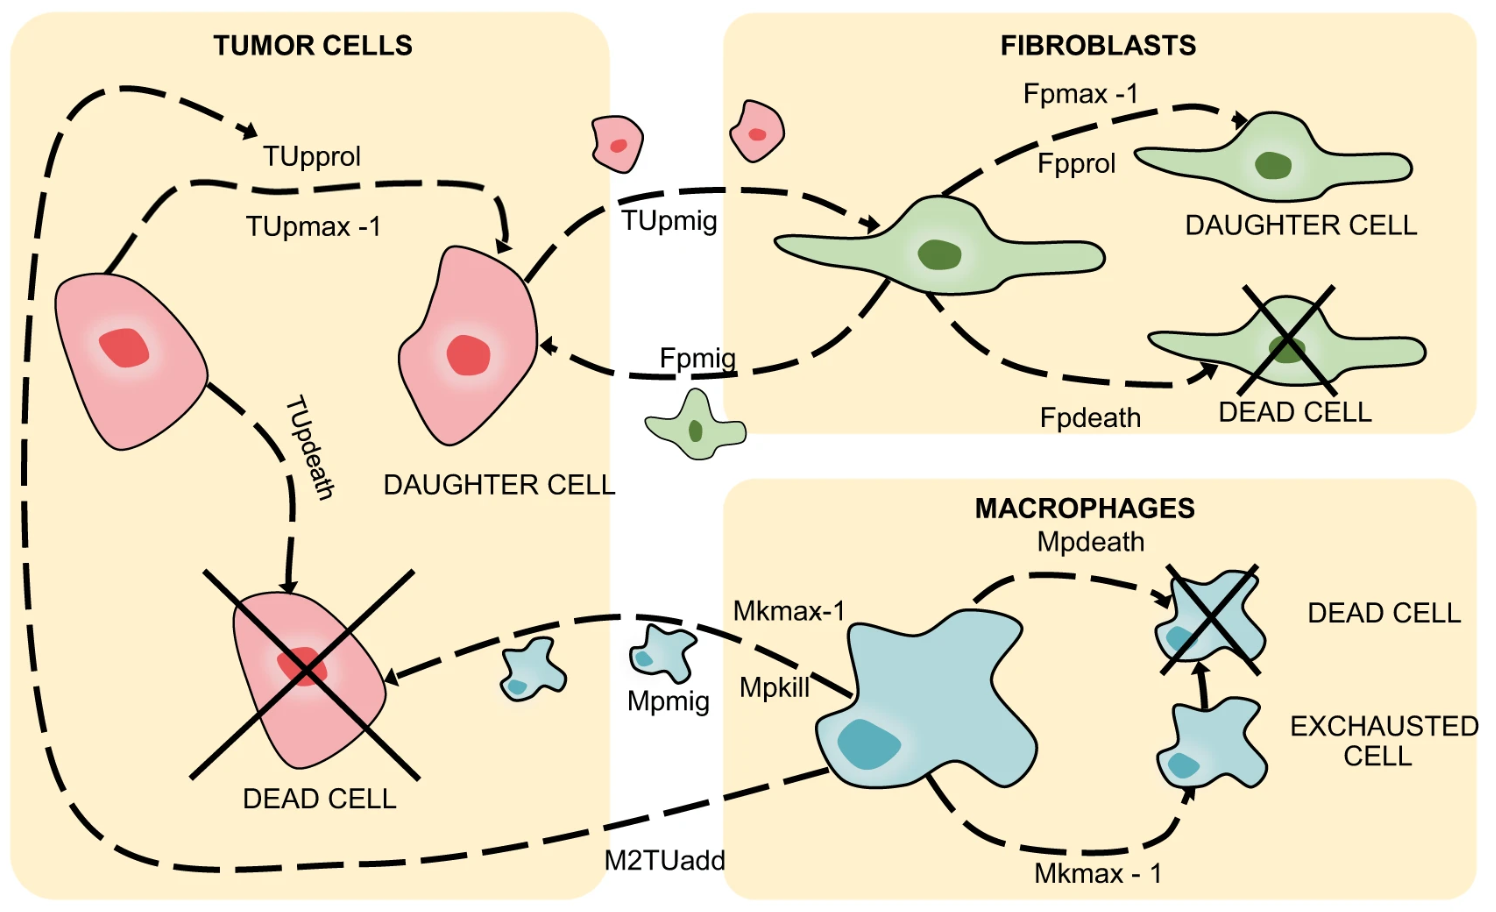 TUMOR CELLS
TUpprol
TUpmax -1
TUpdeath
DAUGHTER CELL
DEAD CELL
TUpmig
Fpmig
FIBROBLASTS
Fpmax -1
Fpprol
DAUGHTER CELL
DEAD CELL
Fpdeath
MACROPHAGES
Mpdeath
Mkmax-1
Mpkill
Mpmig
DEAD CELL
EXCHAUSTED
CELL
M2TUadd
Mkmax - 1